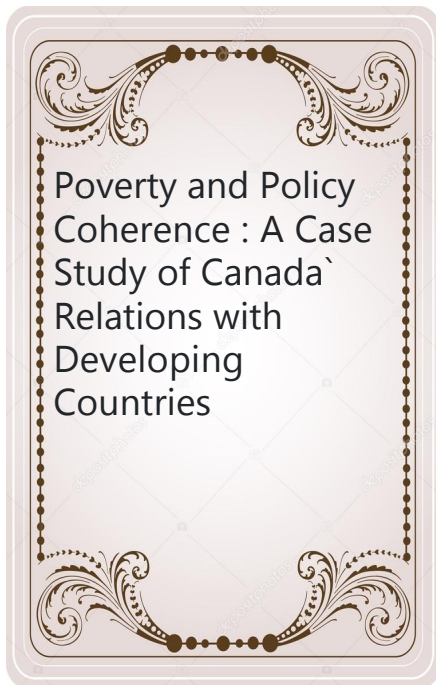 Poverty and Policy
Coherence : A Case
Study of Canada`
Relations with
Developing
Countries